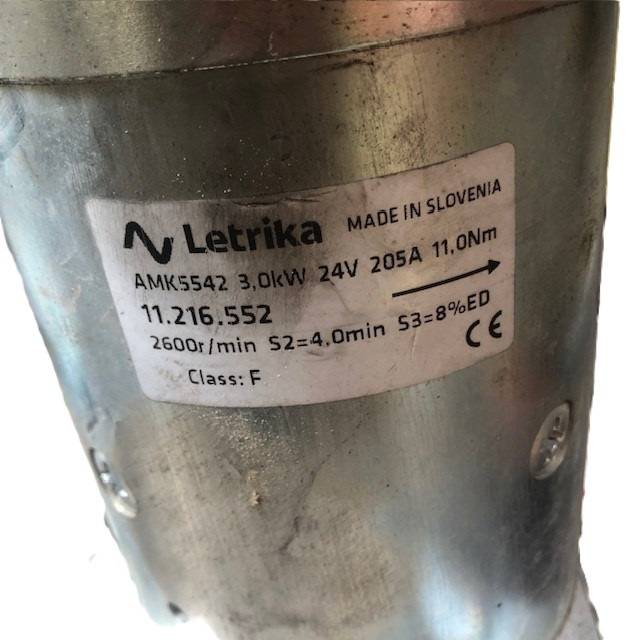 Letrika MADE IN SLOVENIA
AMK5542 3,0kW 24V 205A 11,0Nm
11.216.552
2600r/min S2=4,0min S3=8%ED
Class: F CE